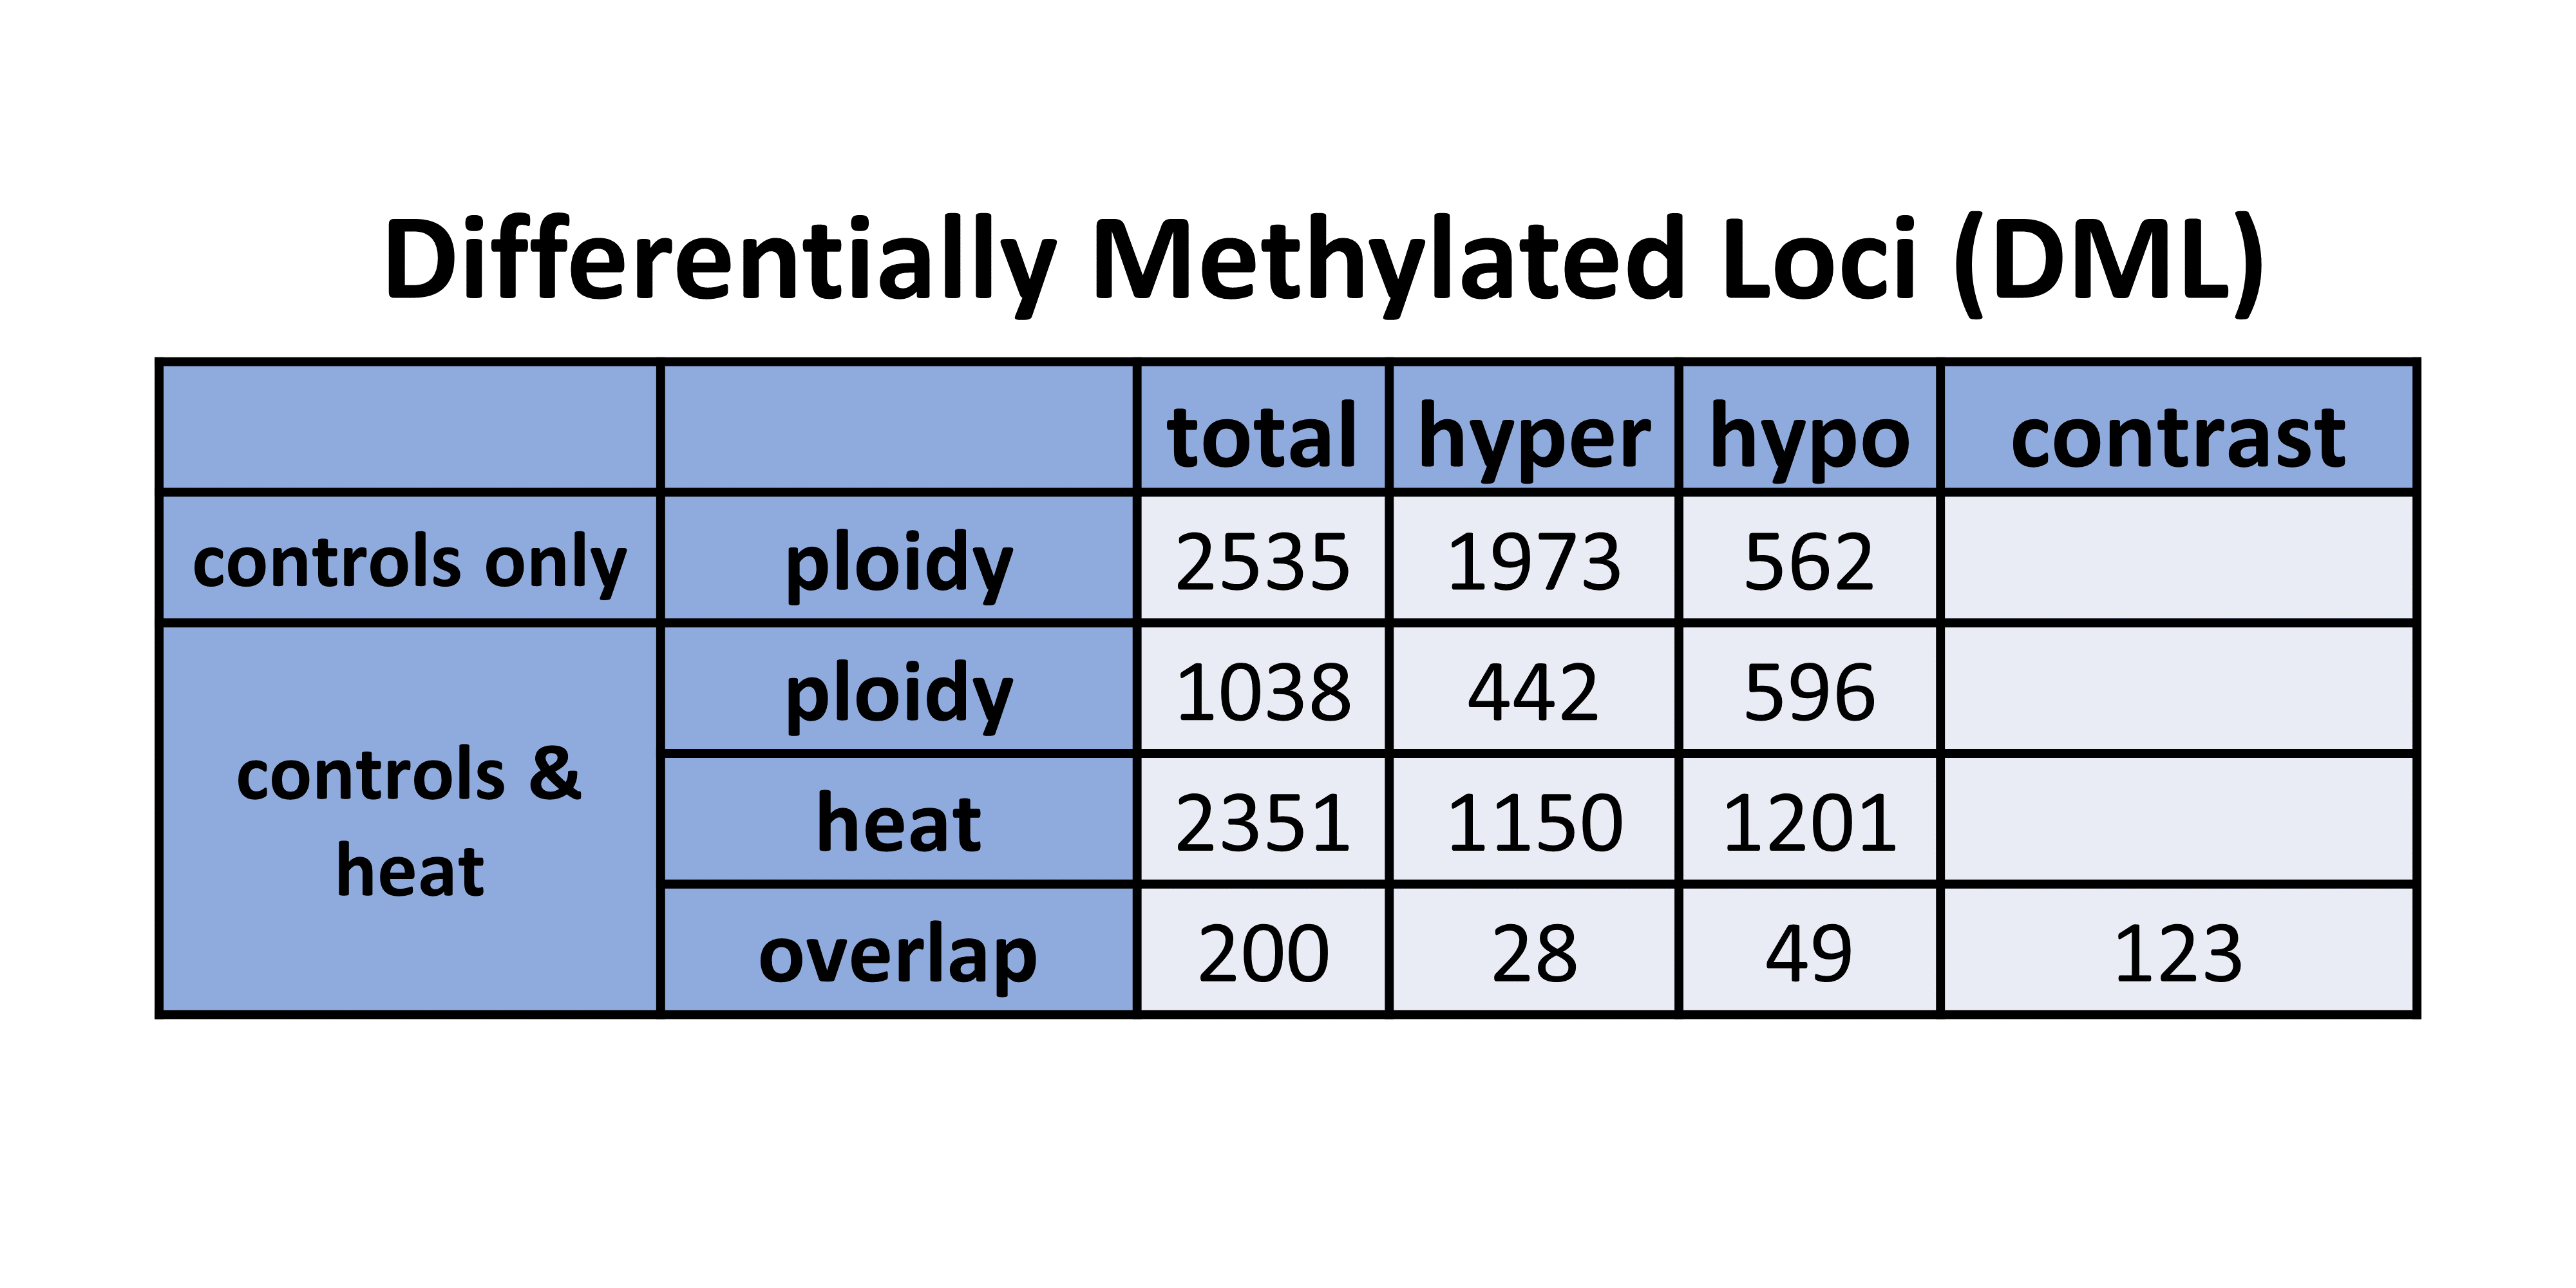 Differentially Methylated Loci (DML)
total hyper hypo contrast
controls only ploidy 2535 1973 562
ploidy 1038 442 596
controls &
heat
heat 2351 1150 1201
overlap 200 28 49 123